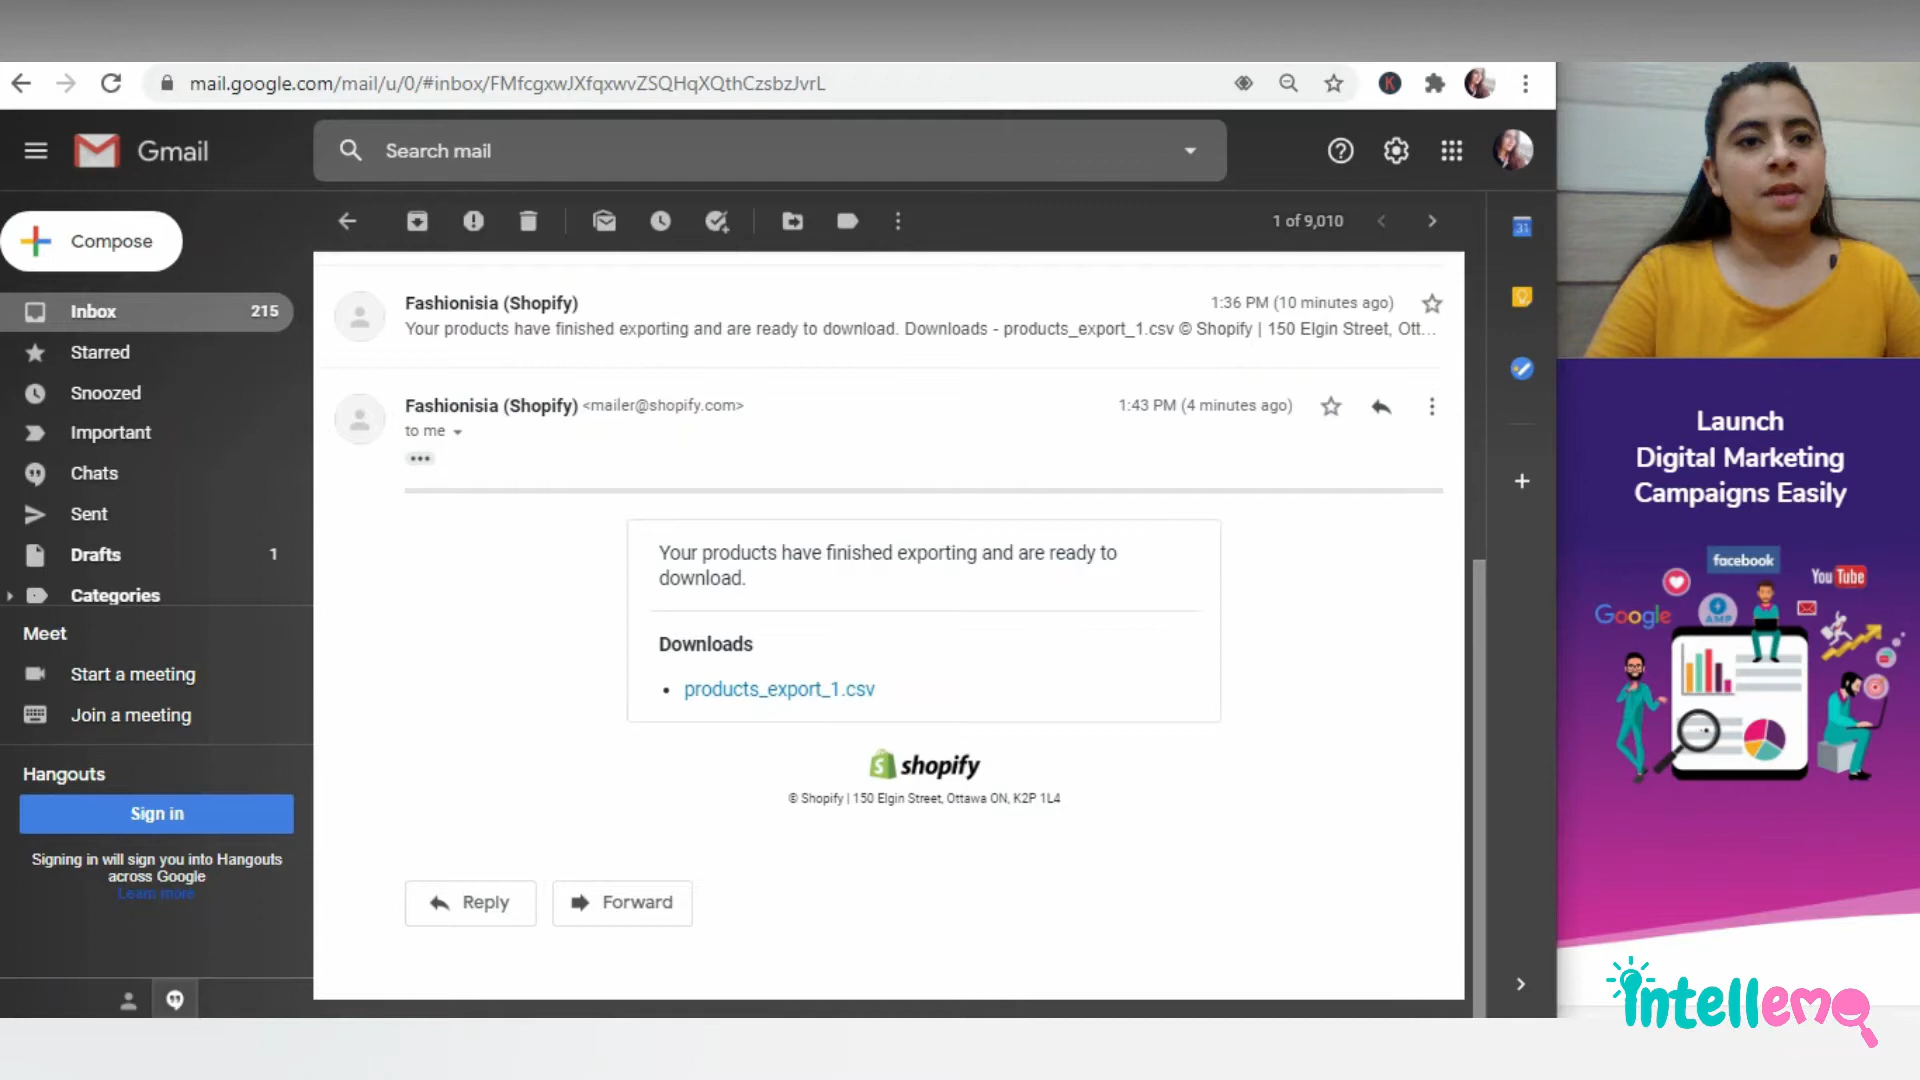 mail.google.com/mail/u/0/#inbox/FMfcgxwJXfqxwvZSQHqXQthCzsbzJvrL
K
Gmail
Search mail
Compose
1 of 9,010
31
Inbox 215
Starred
Snoozed
Important
Chats
Sent
Drafts 1
Categories
Meet
Start a meeting
Join a meeting
Hangouts
Sign in
Signing in will sign you into Hangouts
across Google
Learn more
Fashionisia (Shopify) 1:36 PM (10 minutes ago)
Your products have finished exporting and are ready to download. Downloads - products_export_1.csv © Shopify | 150 Elgin Street, Ott...
Fashionisia (Shopify) <mailer@shopify.com> 1:43 PM (4 minutes ago)
to me
Your products have finished exporting and are ready to
download.
Downloads
• products_export_1.csv
shopify
© Shopify | 150 Elgin Street, Ottawa ON, K2P 1L4
Reply
Forward
Launch
Digital Marketing
Campaigns Easily
facebook
YouTube
Google
AMP
intellemo